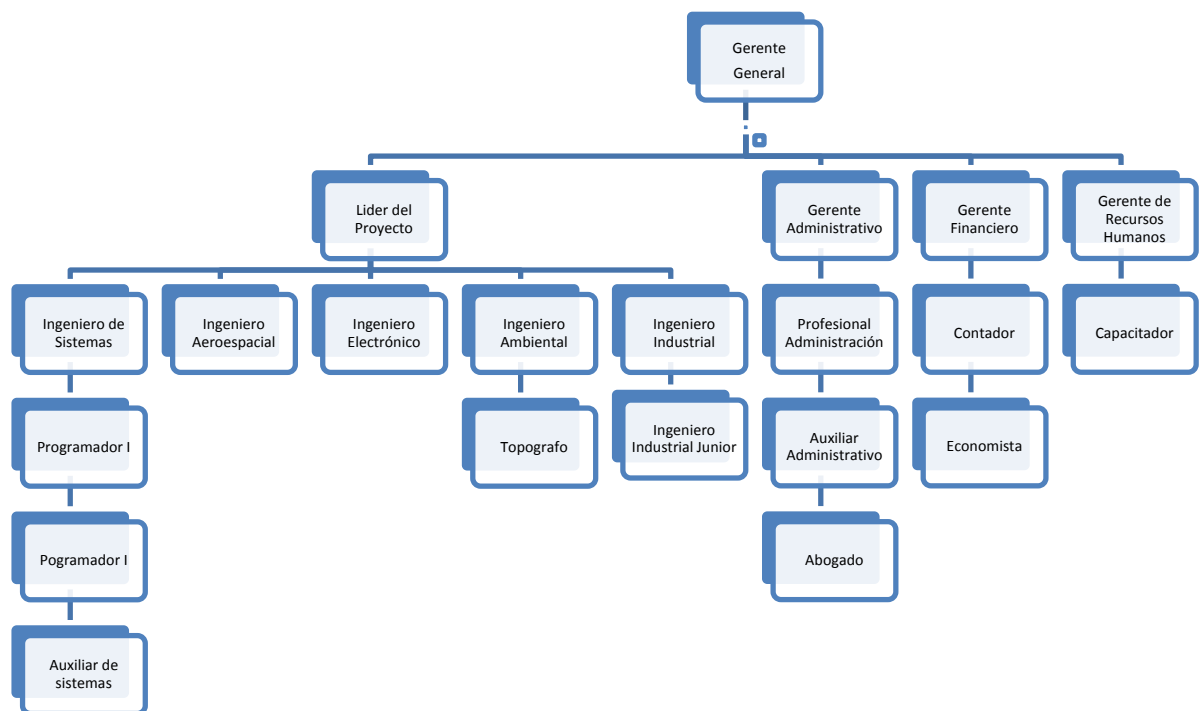 Gerente
General
Lider del
Proyecto
Gerente
Administrativo
Gerente
Financiero
Gerente de
Recursos
Humanos
Ingeniero de
Sistemas
Ingeniero
Aeroespacial
Ingeniero
Electrónico
Ingeniero
Ambiental
Ingeniero
Industrial
Profesional
Administración
Contador
Capacitador
Programador I
Topografo
Ingeniero
Industrial Junior
Auxiliar
Administrativo
Economista
Pogramador I
Abogado
Auxiliar de
sistemas